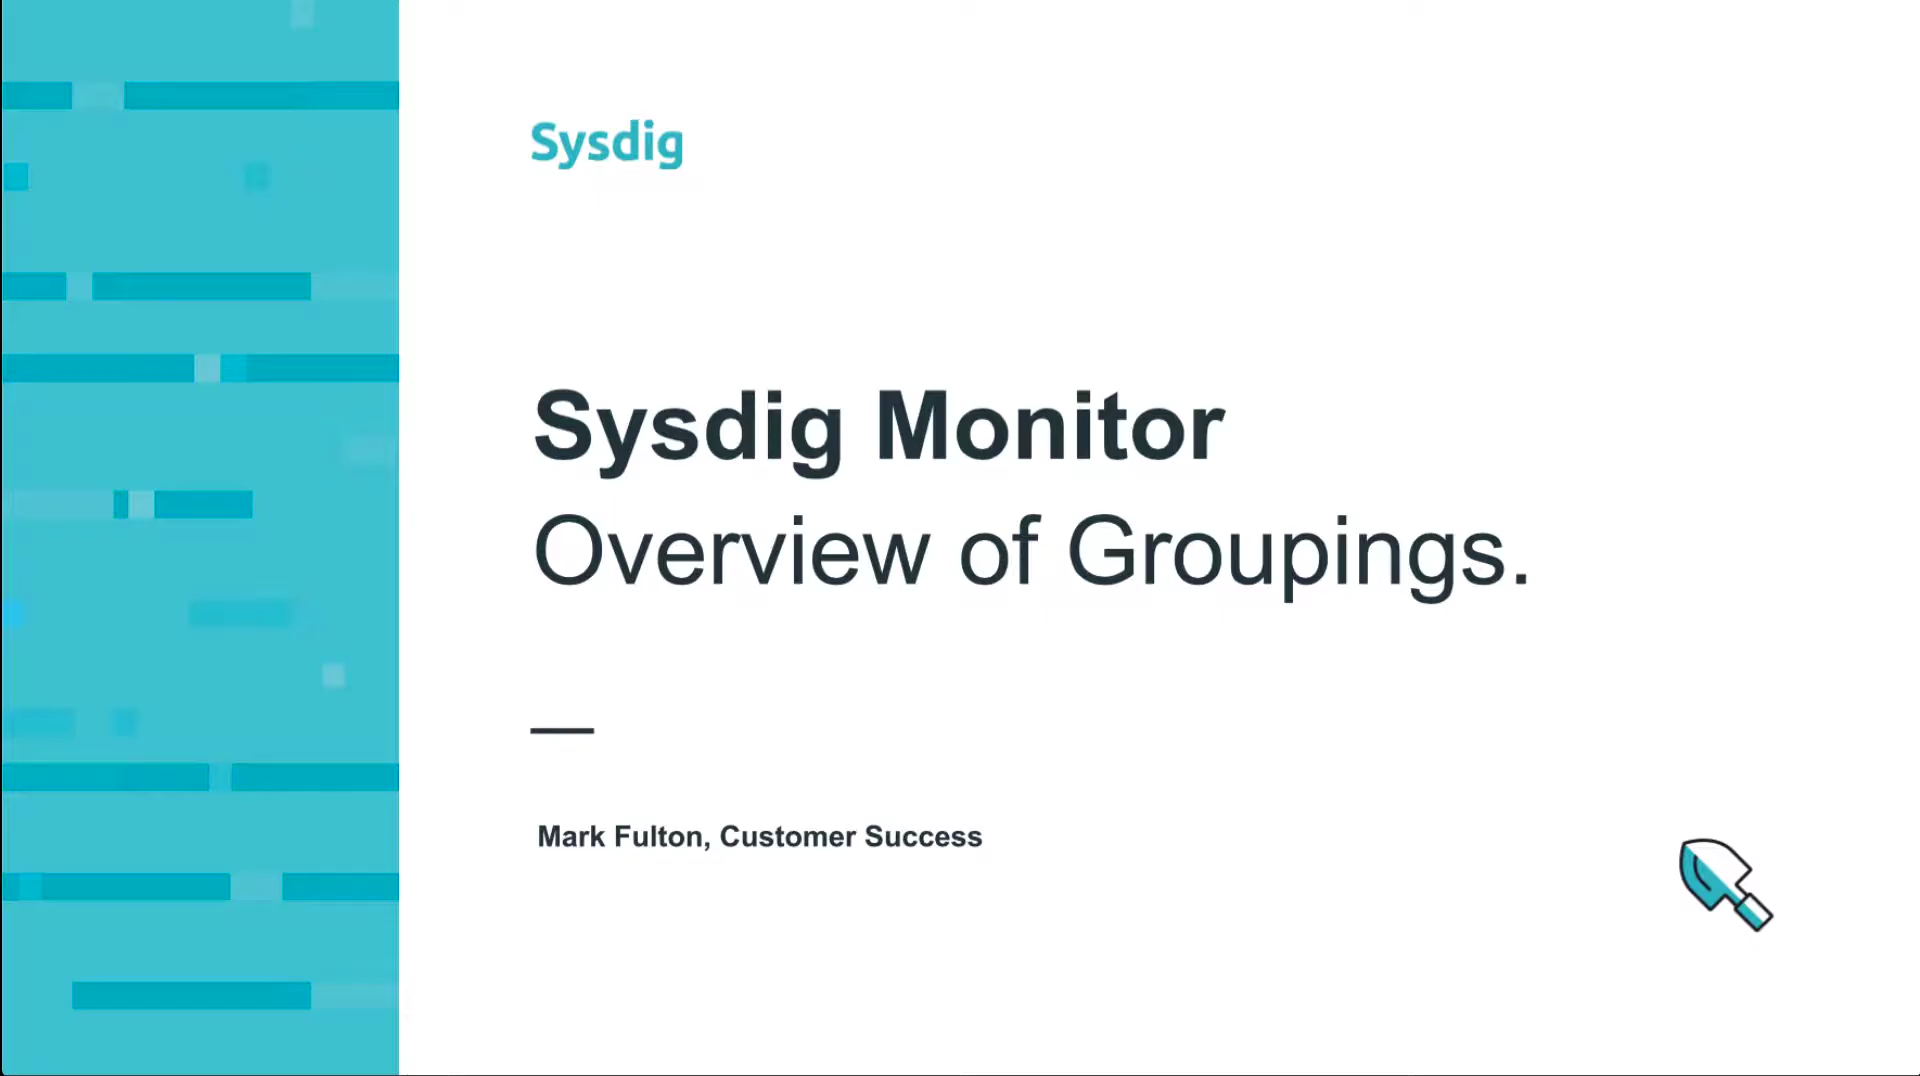 Sysdig
Sysdig Monitor
Overview of Groupings.
Mark Fulton, Customer Success